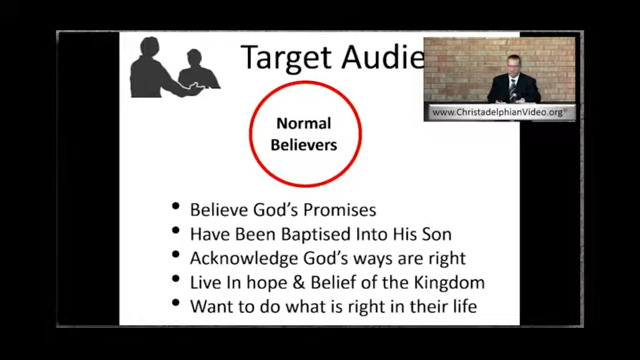 Target Audie
www.ChristadelphianVideo.org
Normal
Believers
• Believe God's Promises
• Have Been Baptised Into His Son
• Acknowledge God's ways are right
• Live In hope & Belief of the Kingdom
• Want to do what is right in their life